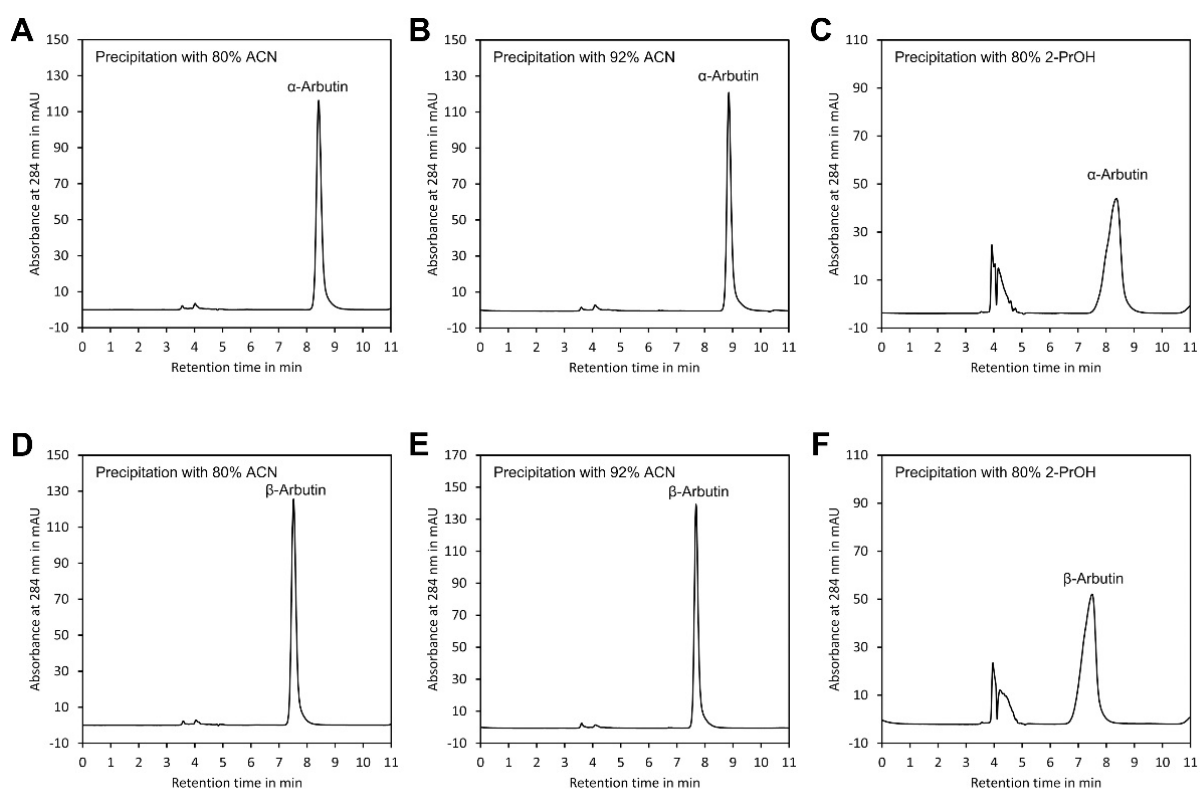 A
Precipitation with 80% ACN
α-Arbutin
Absorbance at 284 nm in mAU
150
130
110
90
70
50
30
10
-10
0 1 2 3 4 5 6 7 8 9 10 11
Retention time in min
B
Precipitation with 92% ACN
α-Arbutin
Absorbance at 284 nm in mAU
150
130
110
90
70
50
30
10
-10
0 1 2 3 4 5 6 7 8 9 10 11
Retention time in min
C
Precipitation with 80% 2-PrOH
α-Arbutin
Absorbance at 284 nm in mAU
110
90
70
50
30
10
-10
0 1 2 3 4 5 6 7 8 9 10 11
Retention time in min
D
Precipitation with 80% ACN
β-Arbutin
Absorbance at 284 nm in mAU
150
130
110
90
70
50
30
10
-10
0 1 2 3 4 5 6 7 8 9 10 11
Retention time in min
E
Precipitation with 92% ACN
β-Arbutin
Absorbance at 284 nm in mAU
170
150
130
110
90
70
50
30
10
-10
0 1 2 3 4 5 6 7 8 9 10 11
Retention time in min
F
Precipitation with 80% 2-PrOH
β-Arbutin
Absorbance at 284 nm in mAU
110
90
70
50
30
10
-10
0 1 2 3 4 5 6 7 8 9 10 11
Retention time in min